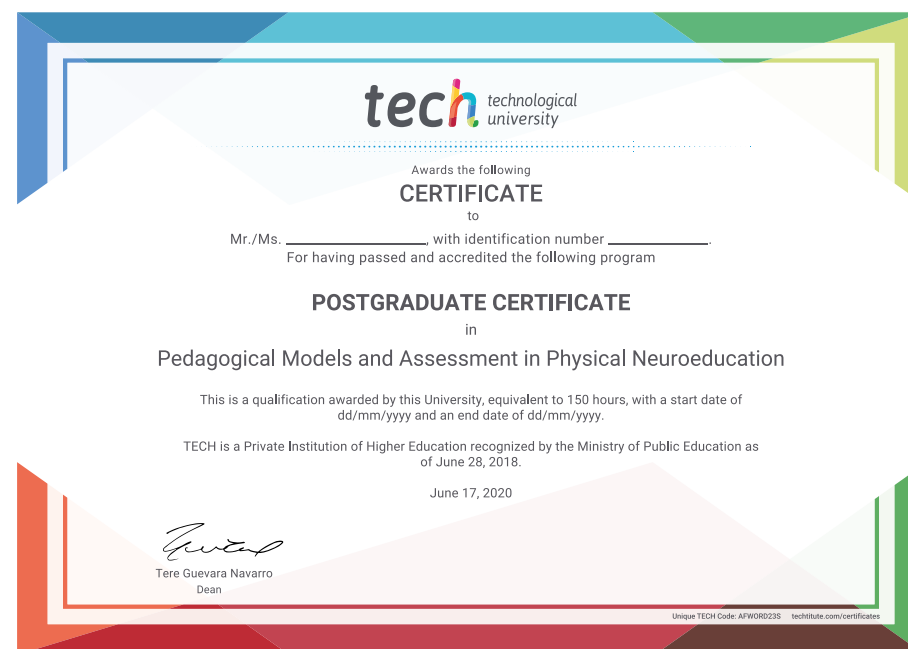 tech technological
university
Awards the following
CERTIFICATE
to
Mr./Ms. ____________, with identification number ____________.
For having passed and accredited the following program
POSTGRADUATE CERTIFICATE
in
Pedagogical Models and Assessment in Physical Neuroeducation
This is a qualification awarded by this University, equivalent to 150 hours, with a start date of
dd/mm/yyyy and an end date of dd/mm/yyyy.
TECH is a Private Institution of Higher Education recognized by the Ministry of Public Education as
of June 28, 2018.
June 17, 2020
Tere Guevara Navarro
Dean
Unique TECH Code: AFWORD23S techtitute.com/certificates